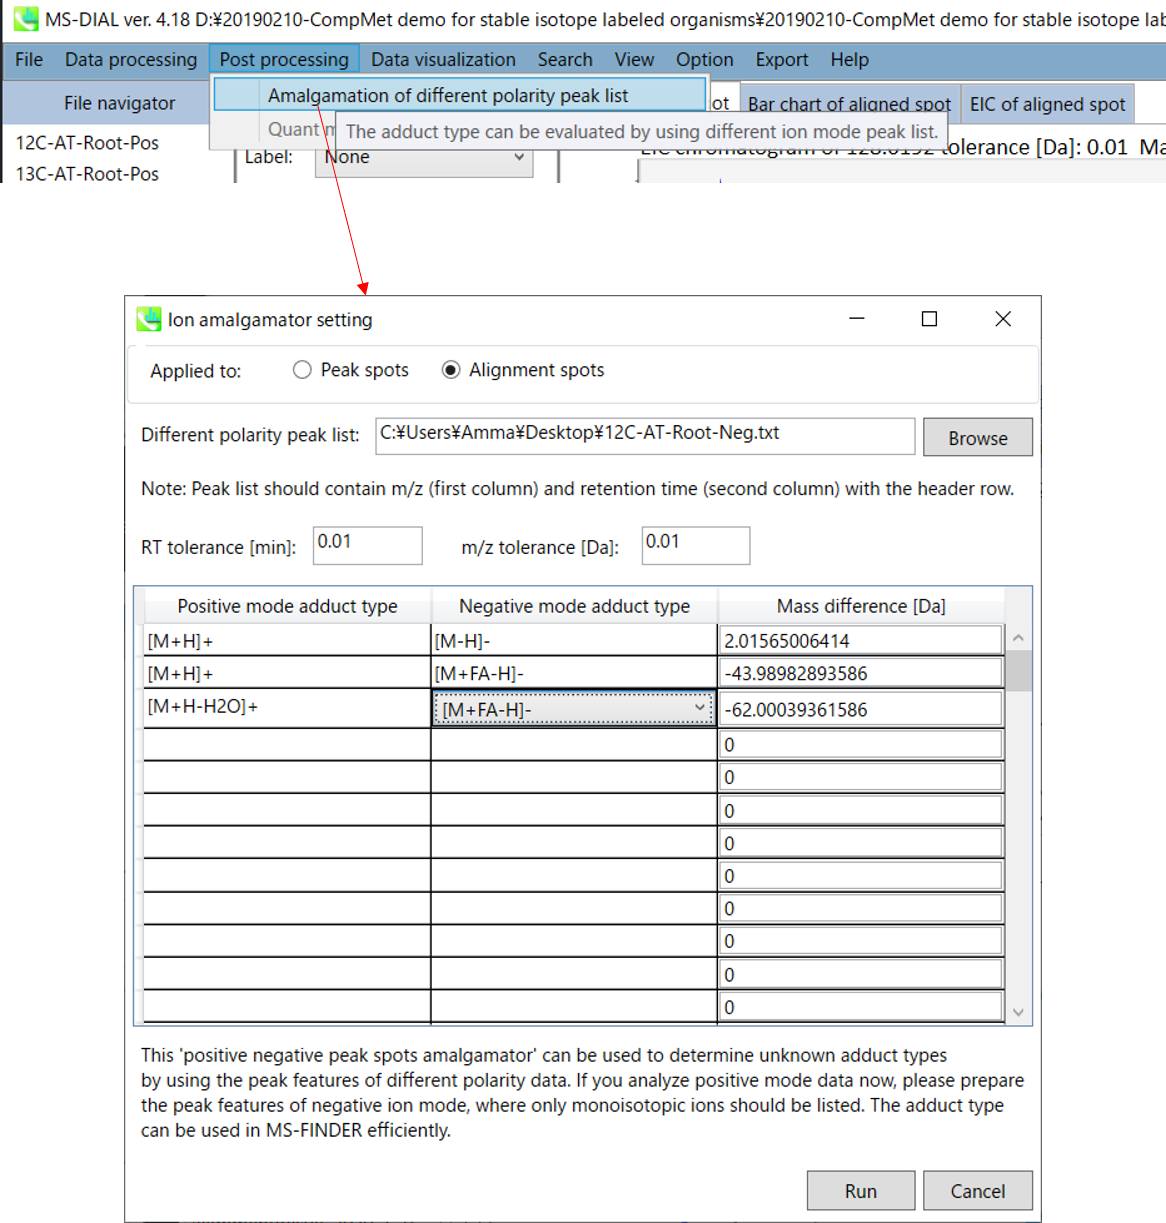 MS-DIAL ver. 4.18 D:¥20190210-CompMet demo for stable isotope labeled organisms¥20190210-CompMet demo for stable isotope
File Data processing Post processing Data visualization Search View Option Export Help
File navigator
Amalgamation of different polarity peak list
Bar chart of aligned spot
EIC of aligned spot
Quant
The adduct type can be evaluated by using different ion mode peak list.
12C-AT-Root-Pos
Label: None
tolerance [Da]: 0.01
13C-AT-Root-Pos
Ion amalgamator setting
Applied to: Peak spots Alignment spots
Different polarity peak list: C:¥Users¥Amma¥Desktop¥12C-AT-Root-Neg.txt Browse
Note: Peak list should contain m/z (first column) and retention time (second column) with the header row.
RT tolerance [min]: 0.01 m/z tolerance [Da]: 0.01
Positive mode adduct type Negative mode adduct type Mass difference [Da]
[M+H]+ [M-H]- 2.01565006414
[M+H]+ [M+FA-H]- -43.98982893586
[M+H-H2O]+ [M+FA-H]- -62.00039361586
0
0
0
0
0
0
0
0
0
This 'positive negative peak spots amalgamator' can be used to determine unknown adduct types
by using the peak features of different polarity data. If you analyze positive mode data now, please prepare
the peak features of negative ion mode, where only monoisotopic ions should be listed. The adduct type
can be used in MS-FINDER efficiently.
Run Cancel